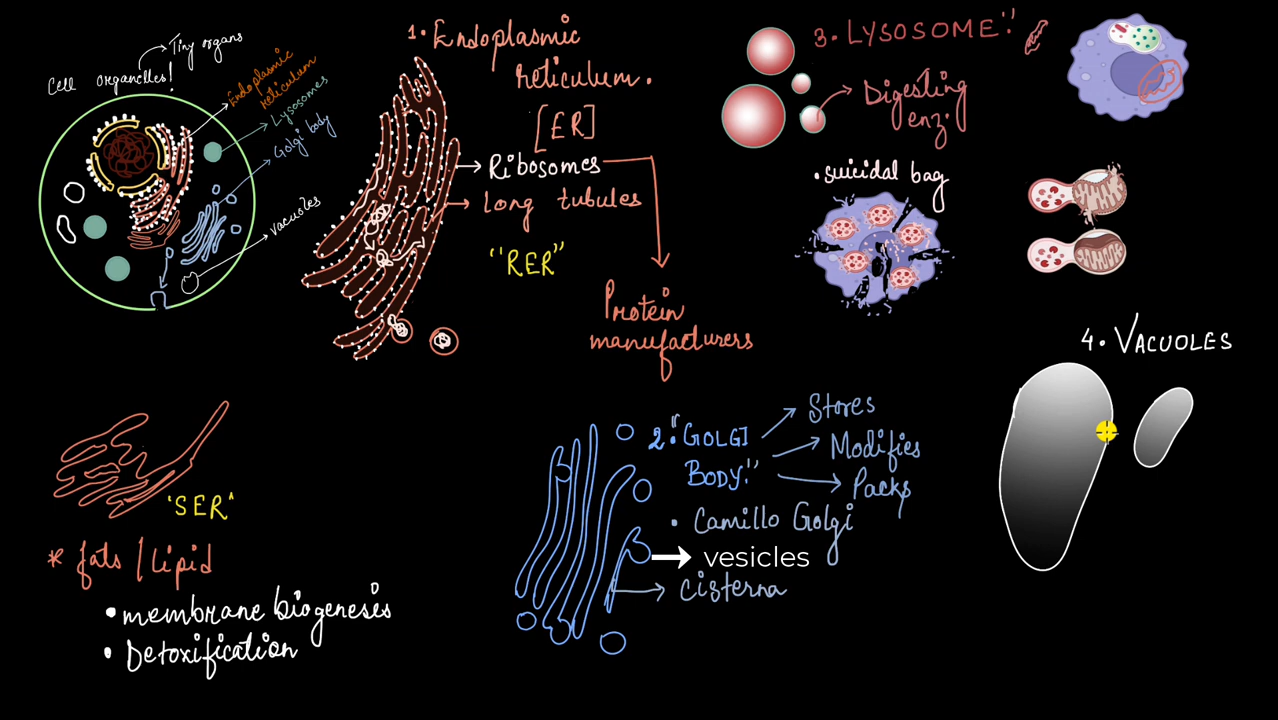 Tiny organs
Cell organelles!
Endoplasmic
reticulum
Lysosomes
Golgi body
vacuoles
1. Endoplasmic
reticulum.
[ER]
Ribosomes
Long tubules
"RER"
Protein
manufacturers
3. LYSOSOME"
Digesting
enz.
.suicidal bag
4. VACUOLES
'SER'
* fats / Lipid
• membrane biogenesis
• Detoxification
2. "GOLGI
BODY"
Stores
Modifies
Packs
• Camillo Golgi
vesicles
cisterna